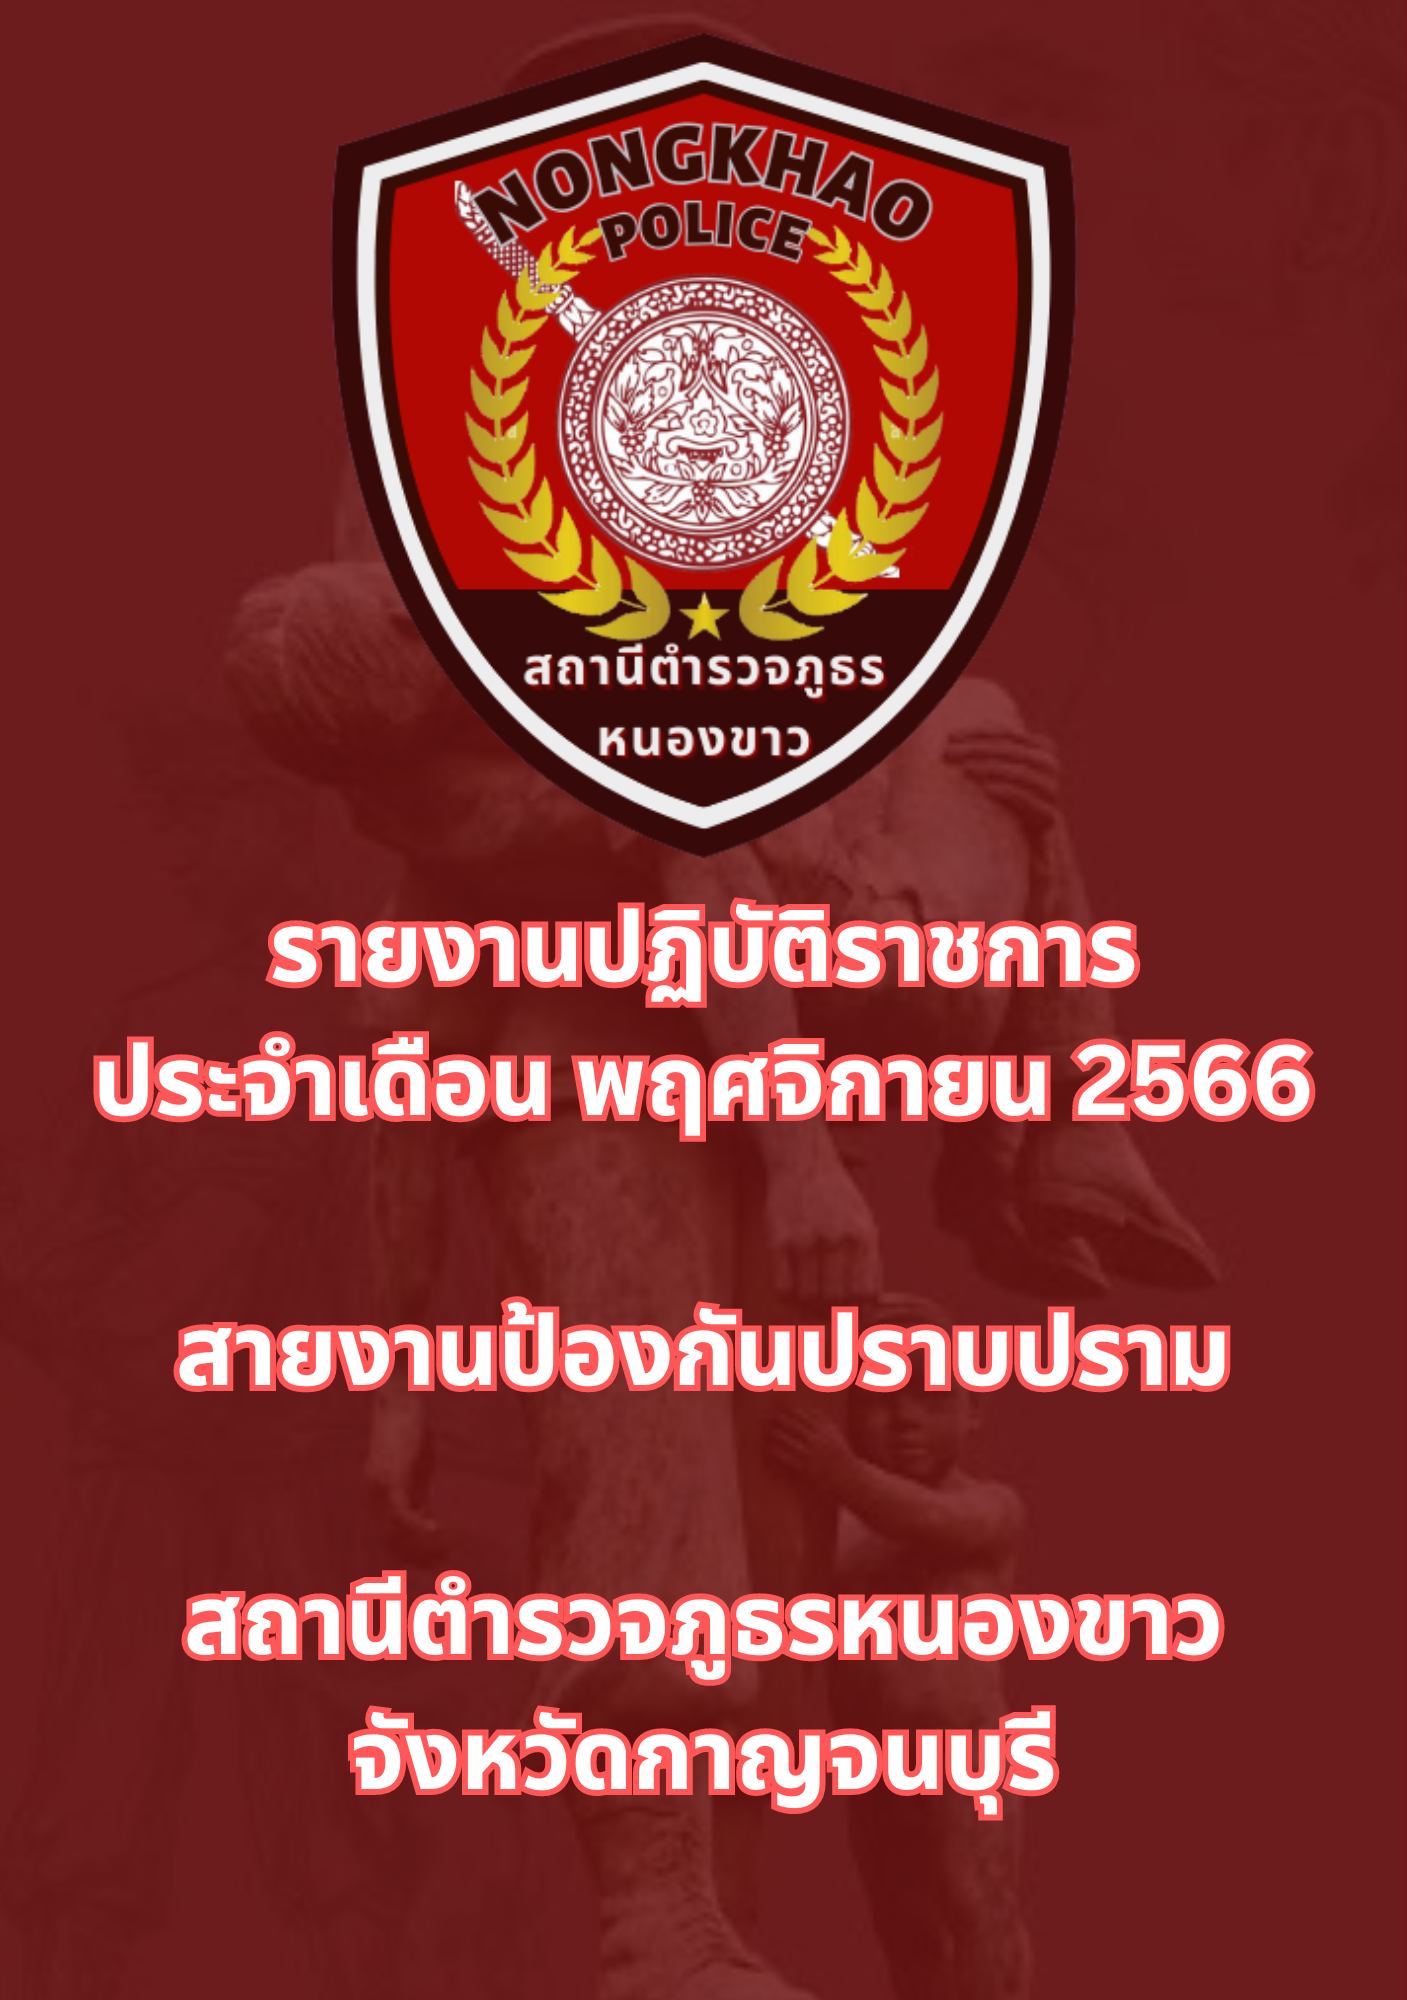 NONGKHAO
POLICE
สถานีตำรวจภูธร
หนองขาว
รายงานปฏิบัติราชการ
ประจำเดือน พฤศจิกายน 2566
สายงานป้องกันปราบปราม
สถานีตำรวจภูธรหนองขาว
จังหวัดกาญจนบุรี